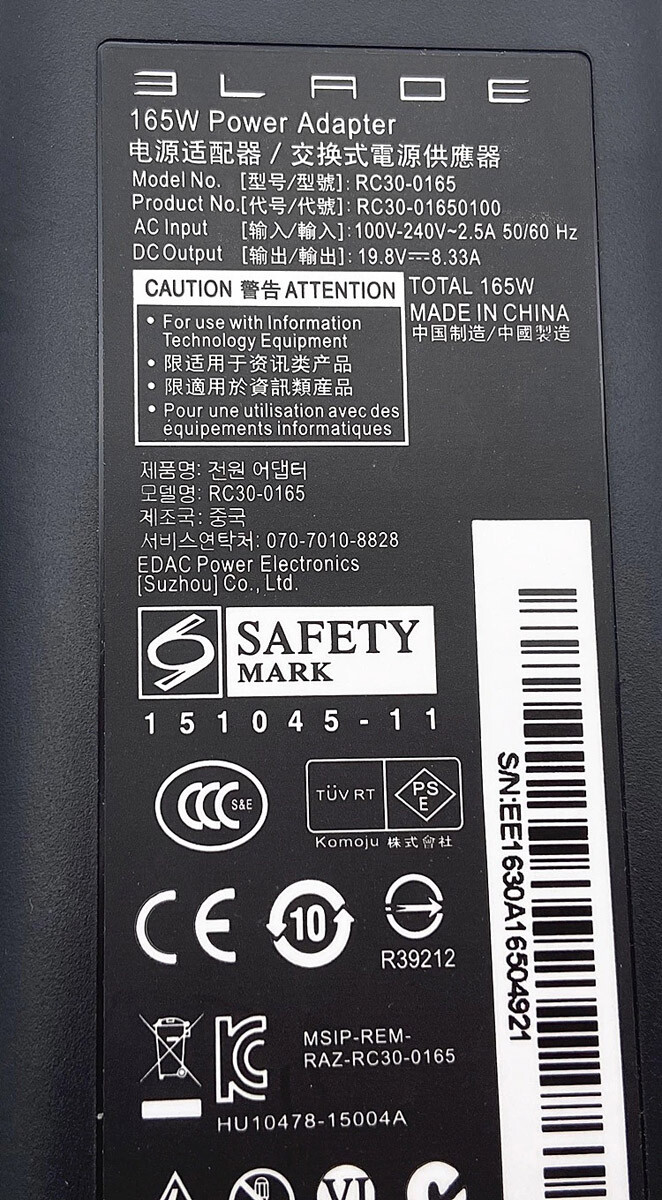 BLADE
165W Power Adapter
电源适配器 / 交換式電源供應器
Model No. [型号/型號]: RC30-0165
Product No.[代号/代號]: RC30-01650100
AC Input [输入/輸入]: 100V-240V~2.5A 50/60 Hz
DC Output [输出/輸出]: 19.8V⎓8.33A
TOTAL 165W
MADE IN CHINA
中国制造/中國製造
CAUTION 警告 ATTENTION
• For use with Information
Technology Equipment
• 限适用于资讯类产品
• 限適用於資訊類産品
• Pour une utilisation avec des
équipements informatiques
제품명: 전원 어댑터
모델명: RC30-0165
제조국: 중국
서비스연락처: 070-7010-8828
EDAC Power Electronics
[Suzhou] Co., Ltd.
SAFETY
MARK
151045-11
CCC S&E
TÜV RT
PS
E
Komoju 株式會社
CE
10
R39212
MSIP-REM-
RAZ-RC30-0165
HU10478-15004A
VI
S/N:EE1630A16504921